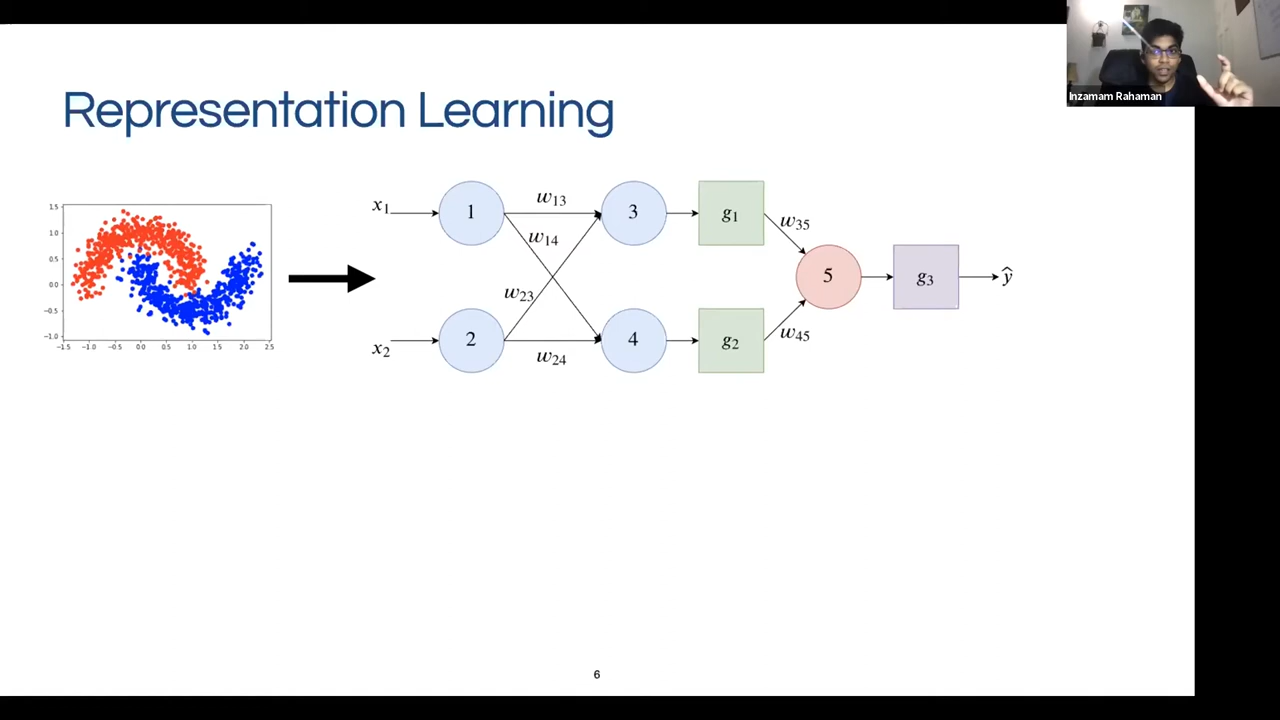 Inzamam Rahaman
Representation Learning
1.5
1.0
0.5
0.0
−0.5
−1.0
−1.5 −1.0 −0.5 0.0 0.5 1.0 1.5 2.0 2.5
x1
x2
1
2
w13
w14
w23
w24
3
4
g1
g2
w35
w45
5
g3
ŷ
6